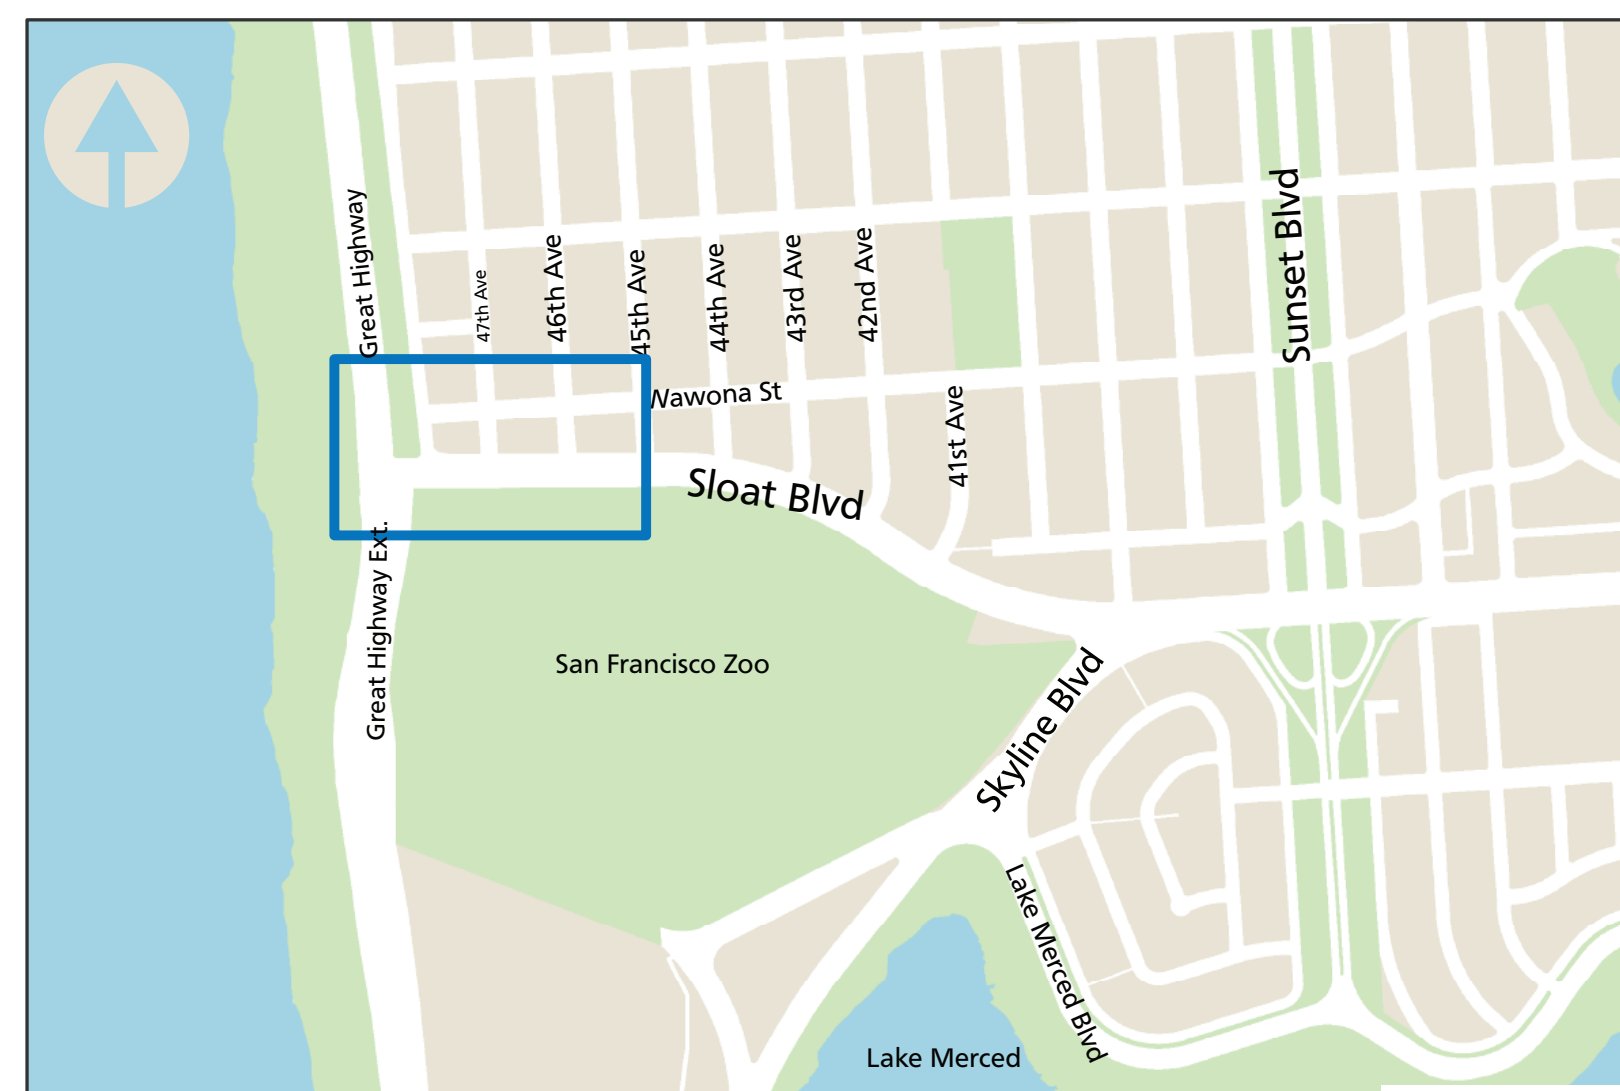 Great Highway
47th Ave
46th Ave
45th Ave
44th Ave
43rd Ave
42nd Ave
Sunset Blvd
Wawona St
41st Ave
Sloat Blvd
Great Highway Ext.
San Francisco Zoo
Skyline Blvd
Lake Merced Blvd
Lake Merced